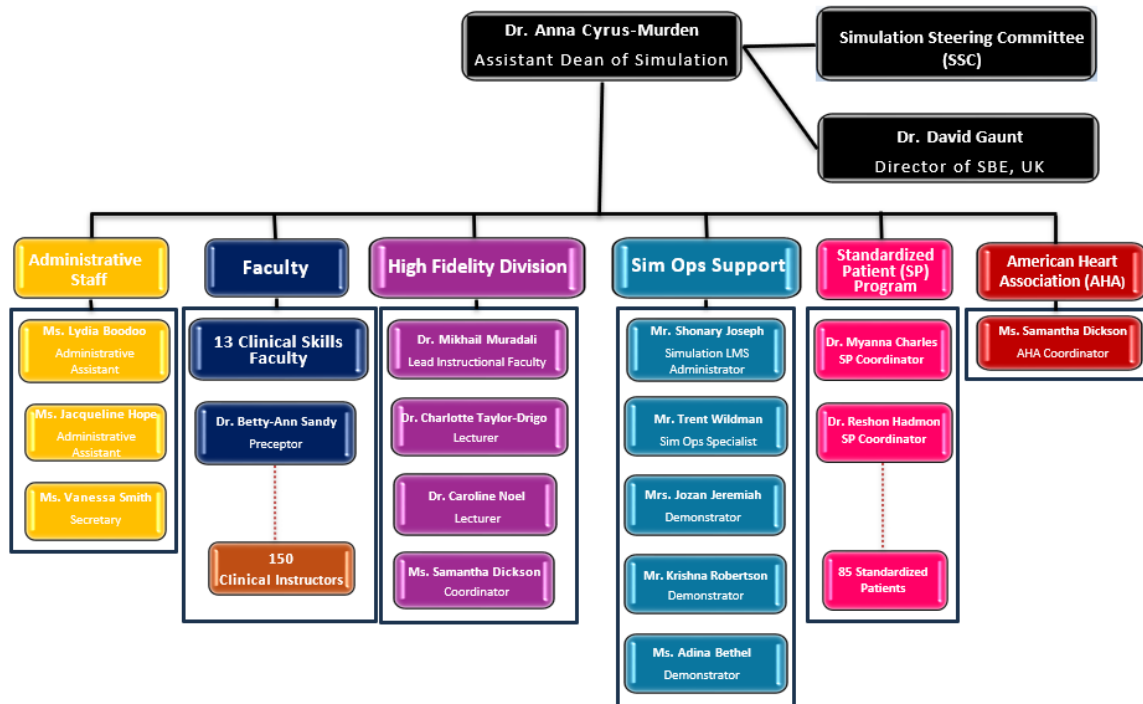 Dr. Anna Cyrus-Murden
Assistant Dean of Simulation
Simulation Steering Committee
(SSC)
Dr. David Gaunt
Director of SBE, UK
Administrative
Staff
Ms. Lydia Boodoo
Administrative
Assistant
Ms. Jacqueline Hope
Administrative
Assistant
Ms. Vanessa Smith
Secretary
Faculty
13 Clinical Skills
Faculty
Dr. Betty-Ann Sandy
Preceptor
150
Clinical Instructors
High Fidelity Division
Dr. Mikhail Muradali
Lead Instructional Faculty
Dr. Charlotte Taylor-Drigo
Lecturer
Dr. Caroline Noel
Lecturer
Ms. Samantha Dickson
Coordinator
Sim Ops Support
Mr. Shonary Joseph
Simulation LMS
Administrator
Mr. Trent Wildman
Sim Ops Specialist
Mrs. Jozan Jeremiah
Demonstrator
Mr. Krishna Robertson
Demonstrator
Ms. Adina Bethel
Demonstrator
Standardized
Patient (SP)
Program
Dr. Myanna Charles
SP Coordinator
Dr. Reshon Hadmon
SP Coordinator
85 Standardized
Patients
American Heart
Association (AHA)
Ms. Samantha Dickson
AHA Coordinator